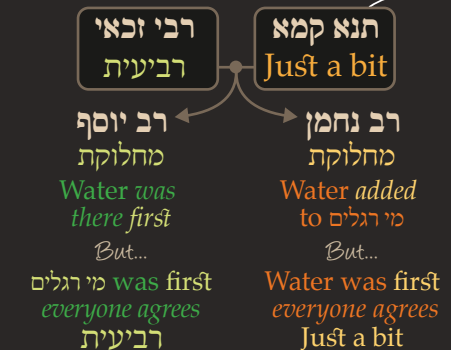 רבי זכאי
רביעית
תנא קמא
Just a bit
רב יוסף
מחלוקת
Water was
there first
But...
מי רגלים was first
everyone agrees
רביעית
רב נחמן
מחלוקת
Water added
to מי רגלים
But...
Water was first
everyone agrees
Just a bit